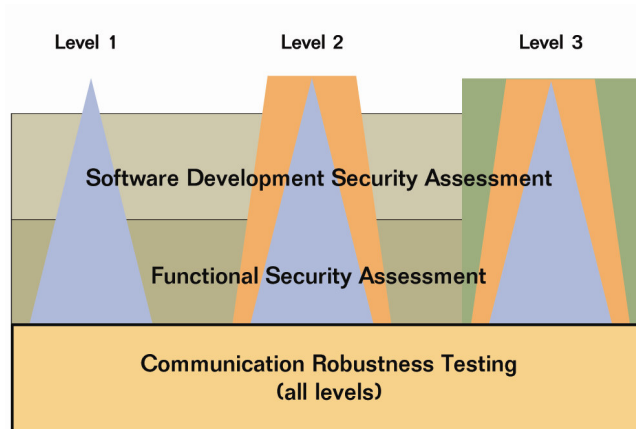 Level 1
Level 2
Level 3
Software Development Security Assessment
Functional Security Assessment
Communication Robustness Testing
(all levels)